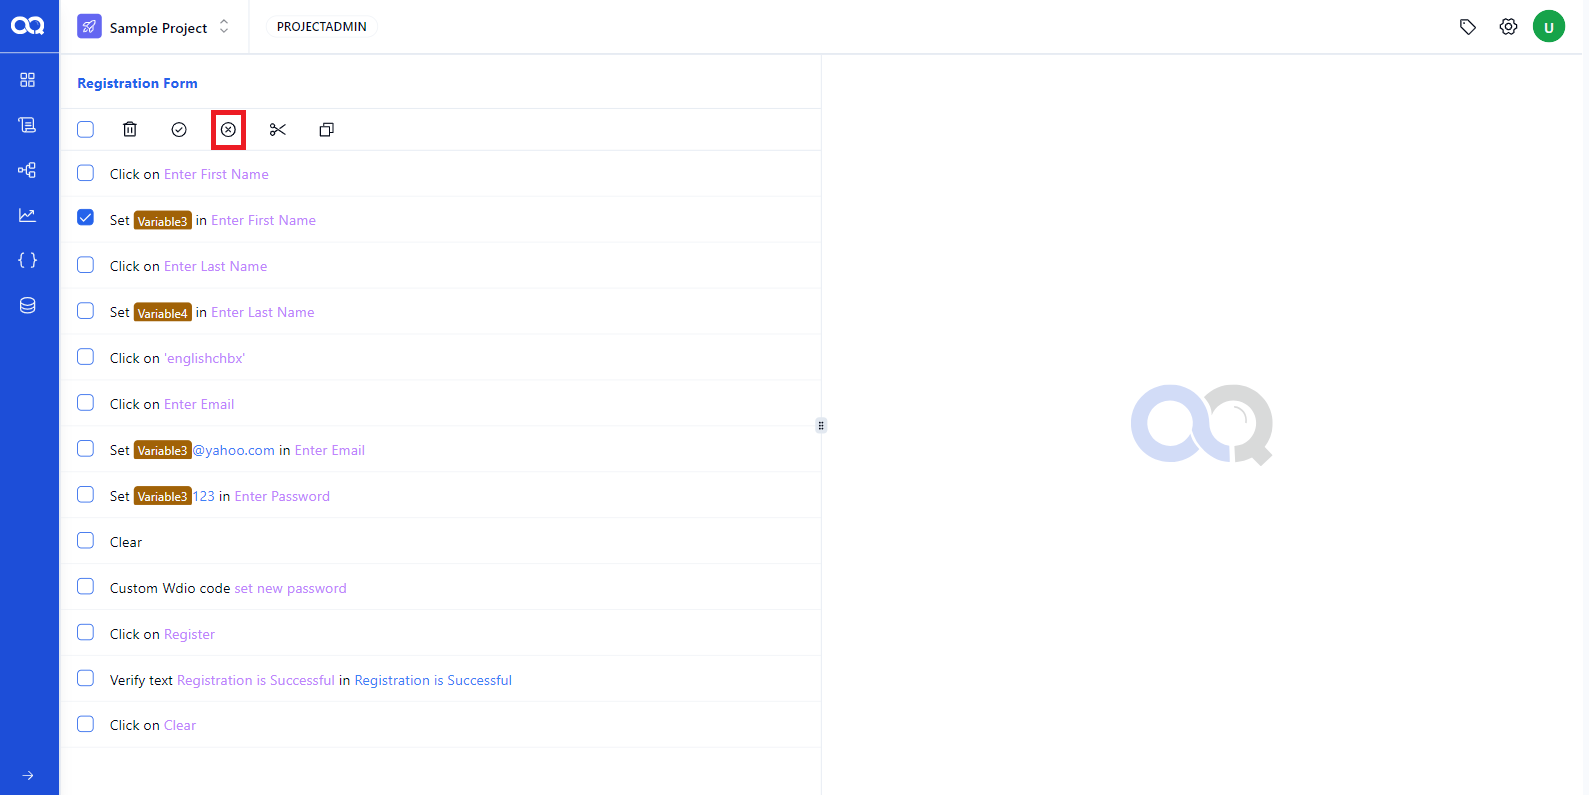 Sample Project
PROJECTADMIN
U
Registration Form
Click on Enter First Name
Set Variable3 in Enter First Name
Click on Enter Last Name
Set Variable4 in Enter Last Name
Click on 'englishchbx'
Click on Enter Email
Set Variable3@yahoo.com in Enter Email
Set Variable3 123 in Enter Password
Clear
Custom Wdio code set new password
Click on Register
Verify text Registration is Successful in Registration is Successful
Click on Clear